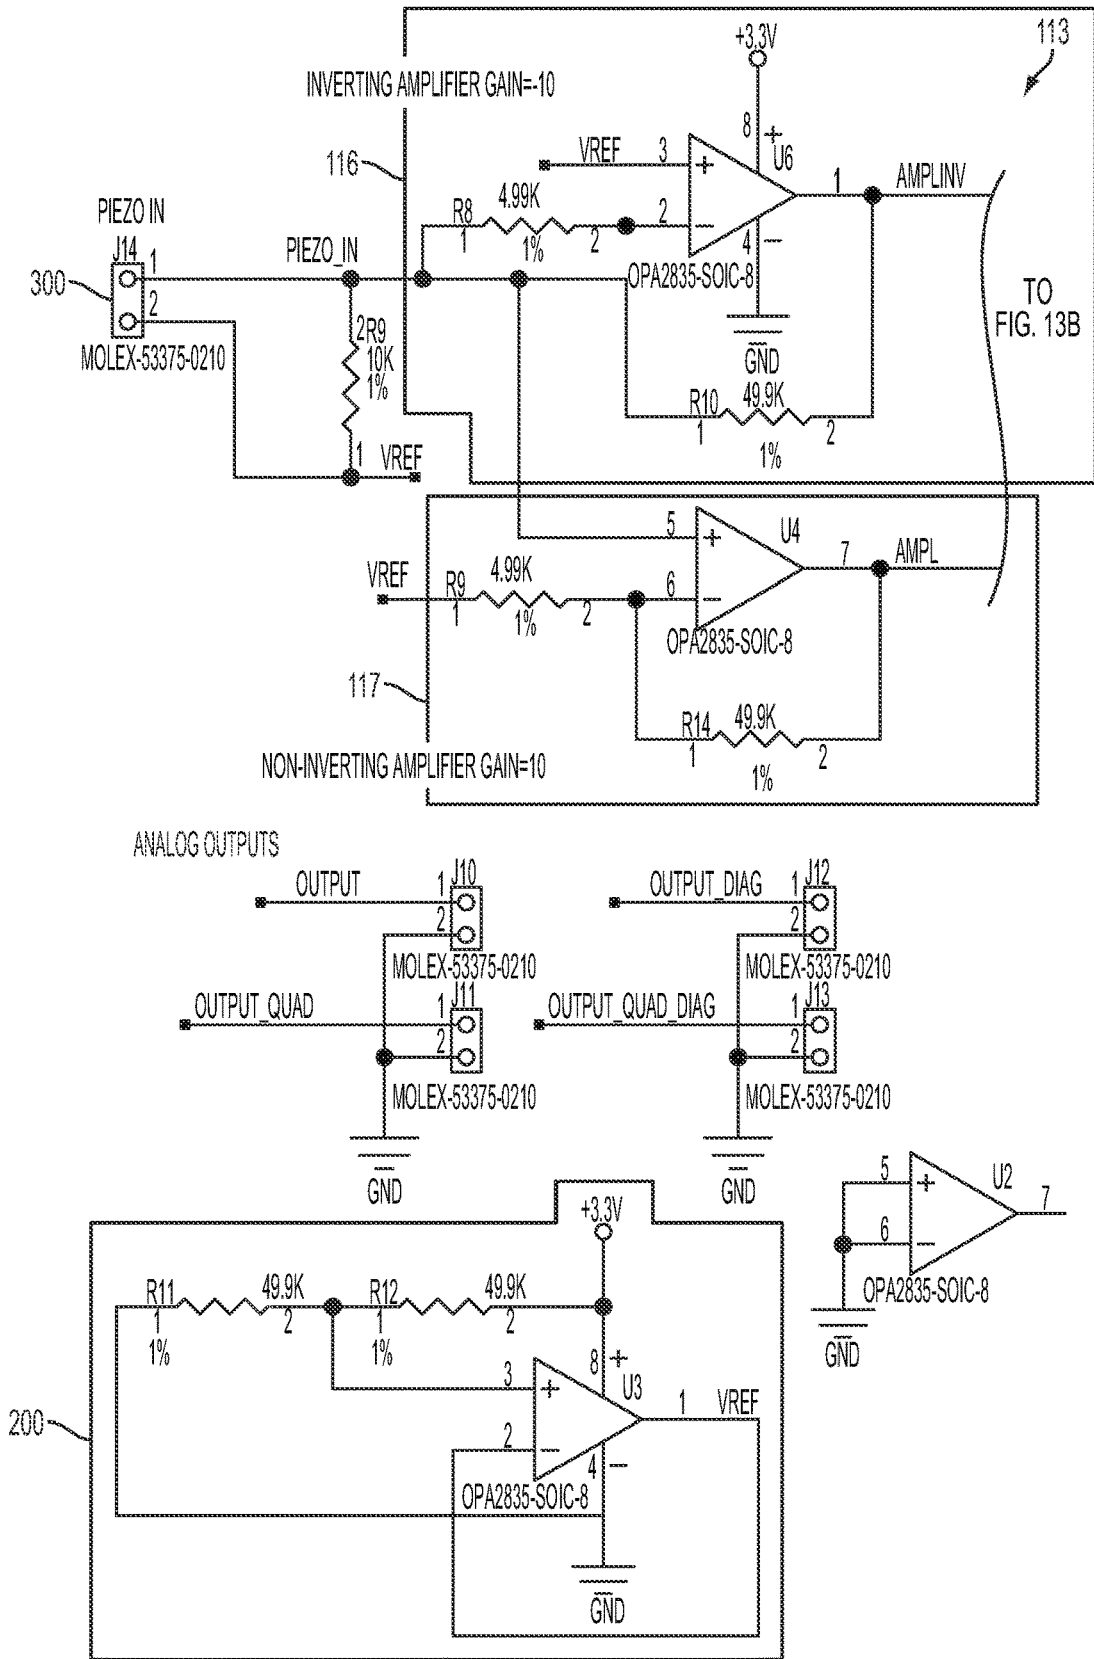 +3.3V
113
INVERTING AMPLIFIER GAIN=-10
8 +
U6
VREF 3 +
116
4.99K
1 AMPLINV
PIEZO IN
R8
2 −
1 1% 2
4 −
J14
PIEZO_IN
OPA2835-SOIC-8
1
300
2
TO
FIG. 13B
2 R9
10K
1%
MOLEX-53375-0210
GND
R10 49.9K
1 2
1%
1 VREF
5 + U4
4.99K
7 AMPL
VREF R9
6 −
1 1% 2
OPA2835-SOIC-8
117
R14 49.9K
1 2
1%
NON-INVERTING AMPLIFIER GAIN=10
ANALOG OUTPUTS
J10
J12
OUTPUT 1
OUTPUT_DIAG 1
2
2
MOLEX-53375-0210
MOLEX-53375-0210
J11
J13
OUTPUT_QUAD 1
OUTPUT_QUAD_DIAG 1
2
2
MOLEX-53375-0210
MOLEX-53375-0210
GND
GND
5 + U2
7
6 −
OPA2835-SOIC-8
GND
+3.3V
R11 49.9K R12 49.9K
1 2 1 2
1% 1%
8 +
3 + U3
1 VREF
200
2 −
4 −
OPA2835-SOIC-8
GND